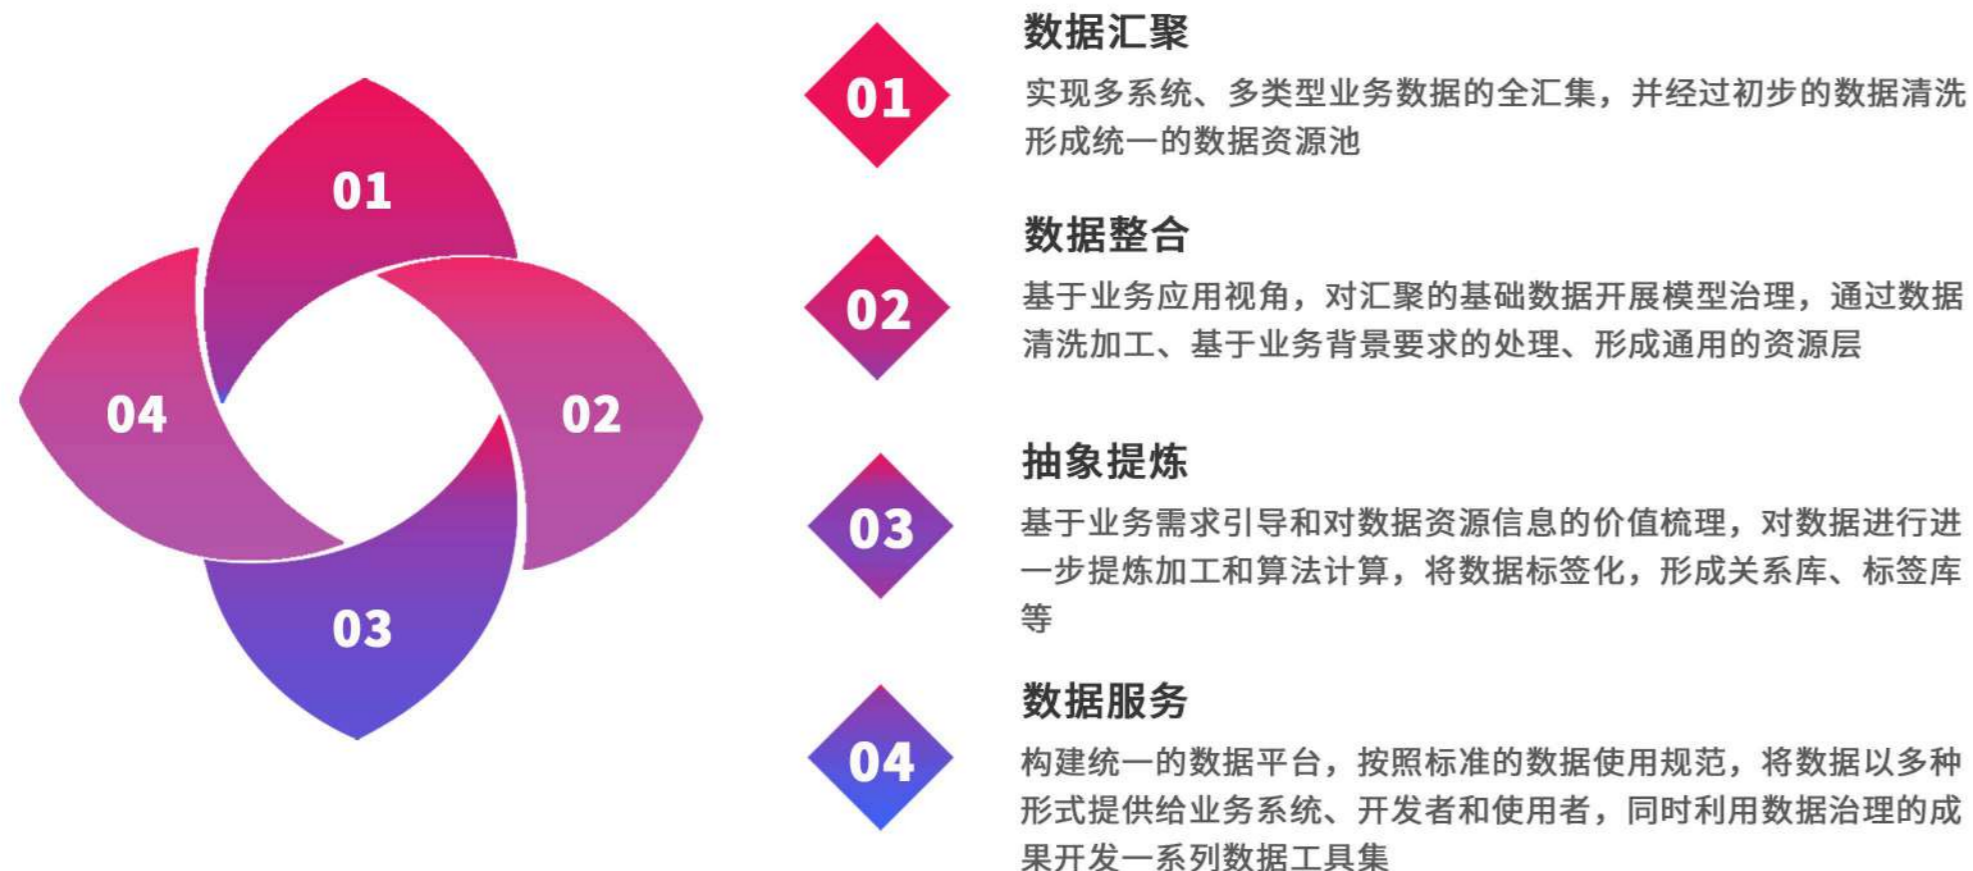 01
04
02
03
01
数据汇聚
实现多系统、多类型业务数据的全汇集，并经过初步的数据清洗
形成统一的数据资源池
02
数据整合
基于业务应用视角，对汇聚的基础数据开展模型治理，通过数据
清洗加工、基于业务背景要求的处理、形成通用的资源层
03
抽象提炼
基于业务需求引导和对数据资源信息的价值梳理，对数据进行进
一步提炼加工和算法计算，将数据标签化，形成关系库、标签库
等
04
数据服务
构建统一的数据平台，按照标准的数据使用规范，将数据以多种
形式提供给业务系统、开发者和使用者，同时利用数据治理的成
果开发一系列数据工具集